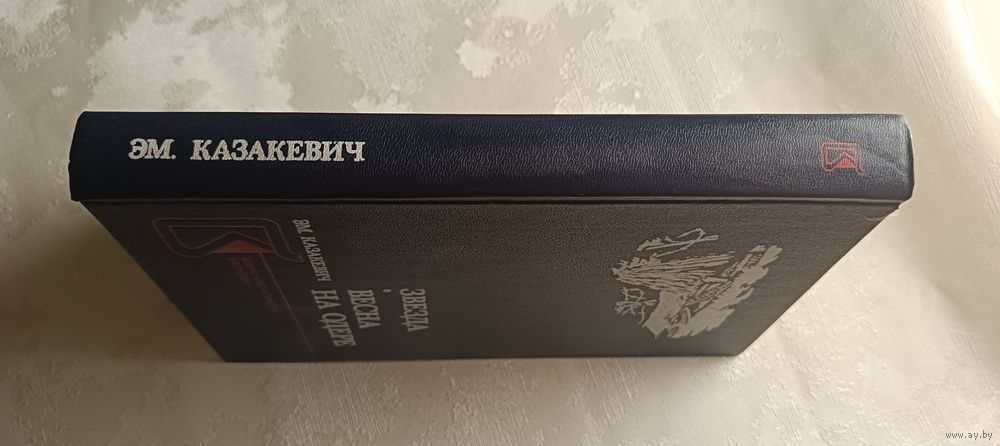 ЭМ. КАЗАКЕВИЧ
ЭМ. КАЗАКЕВИЧ
ЗВЕЗДА
•
ВЕСНА
НА ОДЕРЕ
www.ay.by